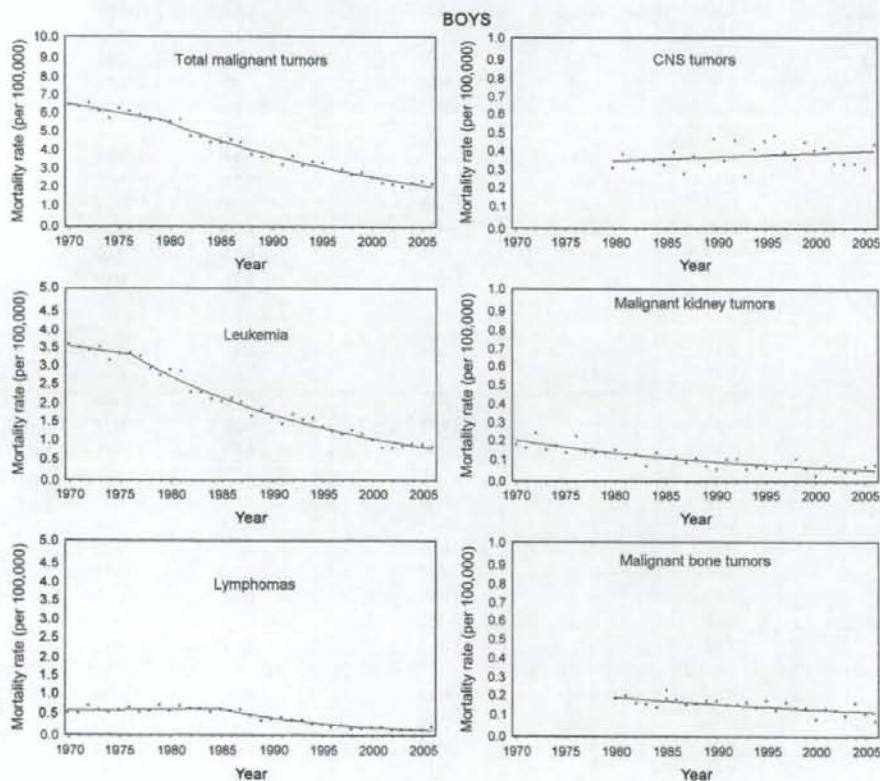 BOYS
Total malignant tumors
Mortality rate (per 100,000)
10.0
9.0
8.0
7.0
6.0
5.0
4.0
3.0
2.0
1.0
0.0
1970 1975 1980 1985 1990 1995 2000 2005
Year
CNS tumors
Mortality rate (per 100,000)
1.0
0.9
0.8
0.7
0.6
0.5
0.4
0.3
0.2
0.1
0.0
1970 1975 1980 1985 1990 1995 2000 2005
Year
Leukemia
Mortality rate (per 100,000)
5.0
4.5
4.0
3.5
3.0
2.5
2.0
1.5
1.0
0.5
0.0
1970 1975 1980 1985 1990 1995 2000 2005
Year
Malignant kidney tumors
Mortality rate (per 100,000)
1.0
0.9
0.8
0.7
0.6
0.5
0.4
0.3
0.2
0.1
0.0
1970 1975 1980 1985 1990 1995 2000 2005
Year
Lymphomas
Mortality rate (per 100,000)
5.0
4.5
4.0
3.5
3.0
2.5
2.0
1.5
1.0
0.5
0.0
1970 1975 1980 1985 1990 1995 2000 2005
Year
Malignant bone tumors
Mortality rate (per 100,000)
1.0
0.9
0.8
0.7
0.6
0.5
0.4
0.3
0.2
0.1
0.0
1970 1975 1980 1985 1990 1995 2000 2005
Year